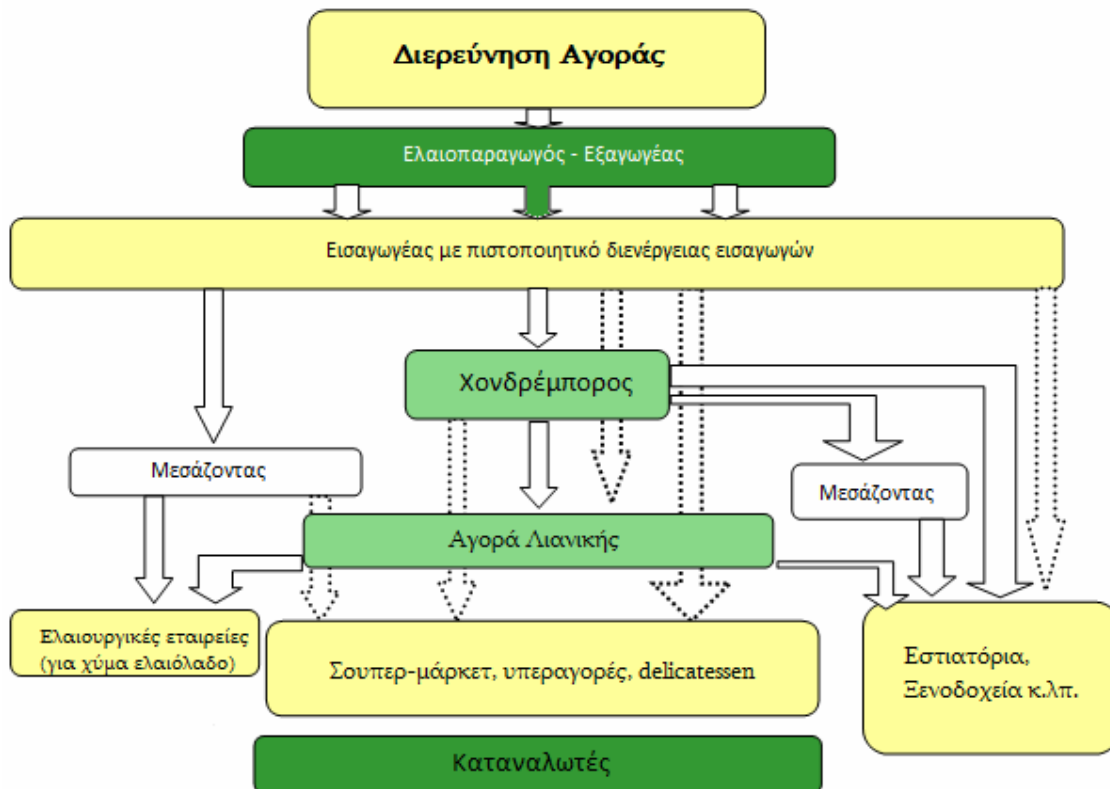 Διερεύνηση Αγοράς
Ελαιοπαραγωγός - Εξαγωγέας
Εισαγωγέας με πιστοποιητικό διενέργειας εισαγωγών
Χονδρέμπορος
Μεσάζοντας
Μεσάζοντας
Αγορά Λιανικής
Ελαιουργικές εταιρείες
(για χύμα ελαιόλαδο)
Σουπερ-μάρκετ, υπεραγορές, delicatessen
Εστιατόρια,
Ξενοδοχεία κ.λπ.
Καταναλωτές